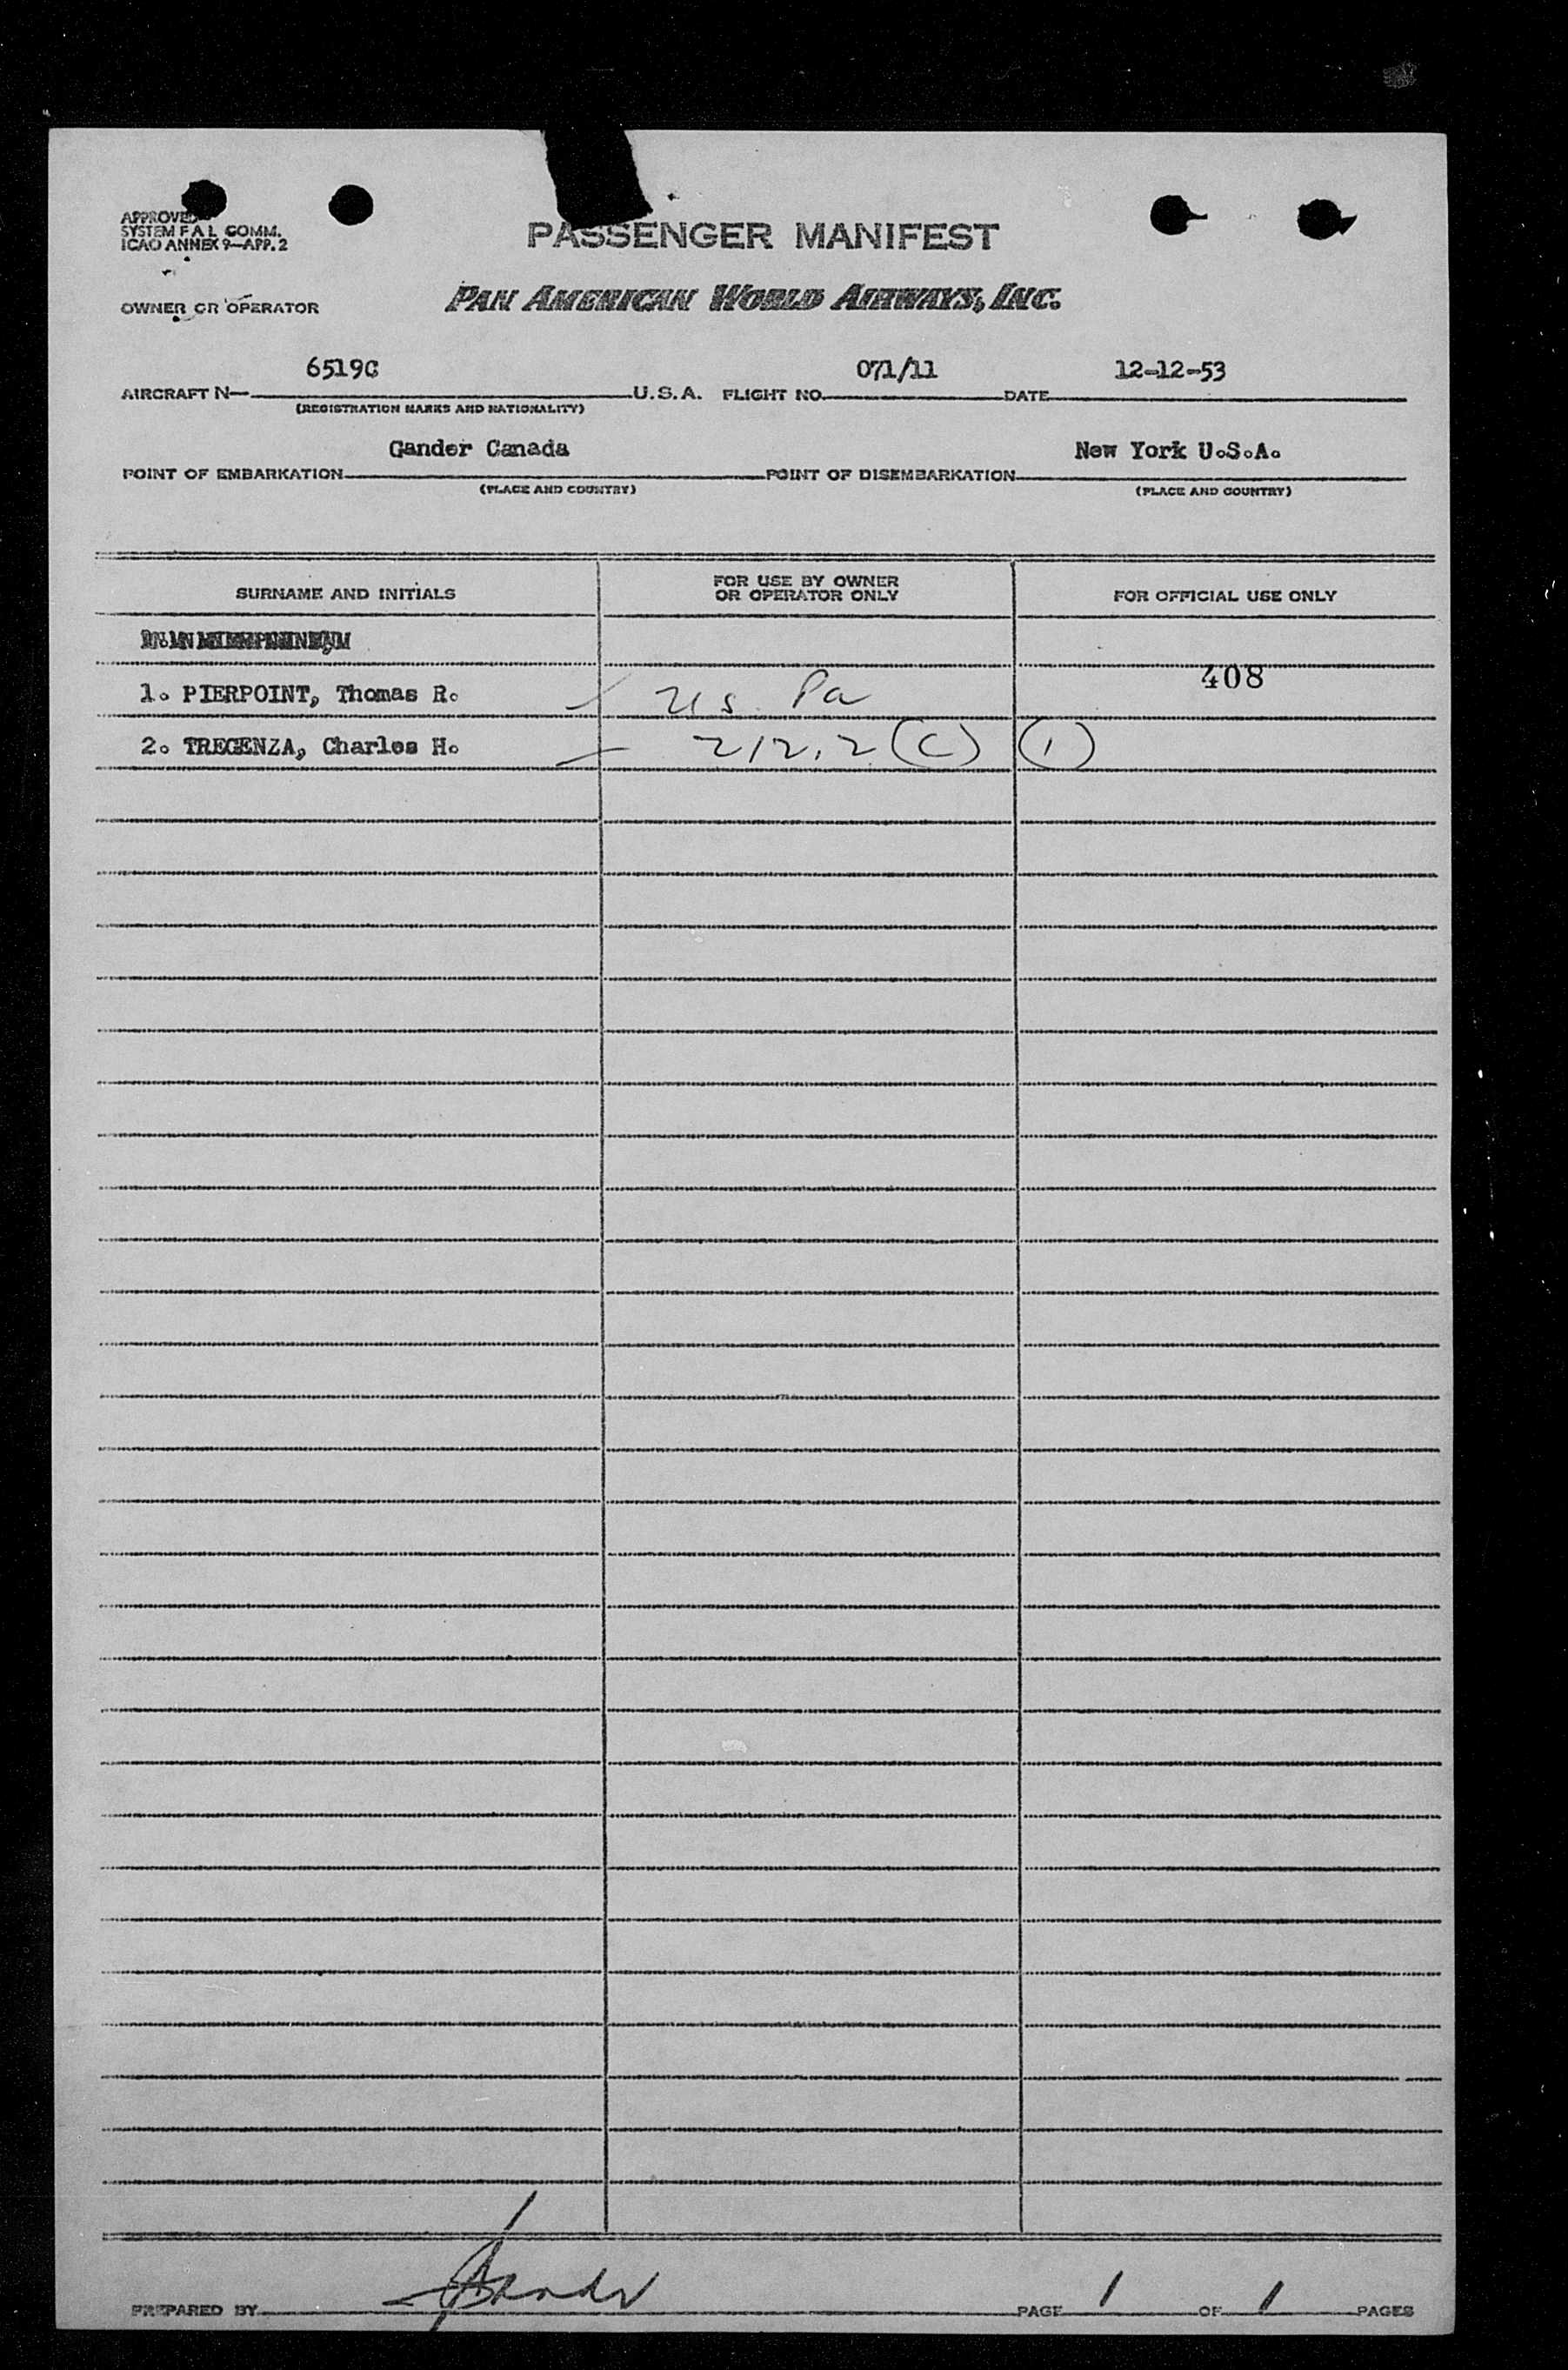 APPROVED
SYSTEM F A L COMM.
ICAO ANNEX 9—APP. 2
PASSENGER MANIFEST
OWNER OR OPERATOR PAN AMERICAN WORLD AIRWAYS, INC.
6519C 071/11 12-12-53
AIRCRAFT N— U.S.A. FLIGHT NO. DATE
(REGISTRATION MARKS AND NATIONALITY)
Gander Canada New York U.S.A.
POINT OF EMBARKATION POINT OF DISEMBARKATION
(PLACE AND COUNTRY) (PLACE AND COUNTRY)
SURNAME AND INITIALS FOR USE BY OWNER OR OPERATOR ONLY FOR OFFICIAL USE ONLY
408
1. PIERPOINT, Thomas R. US. Pa
2. TREGENZA, Charles H. 212.2 (C) (1)
PREPARED BY PAGE 1 OF 1 PAGES